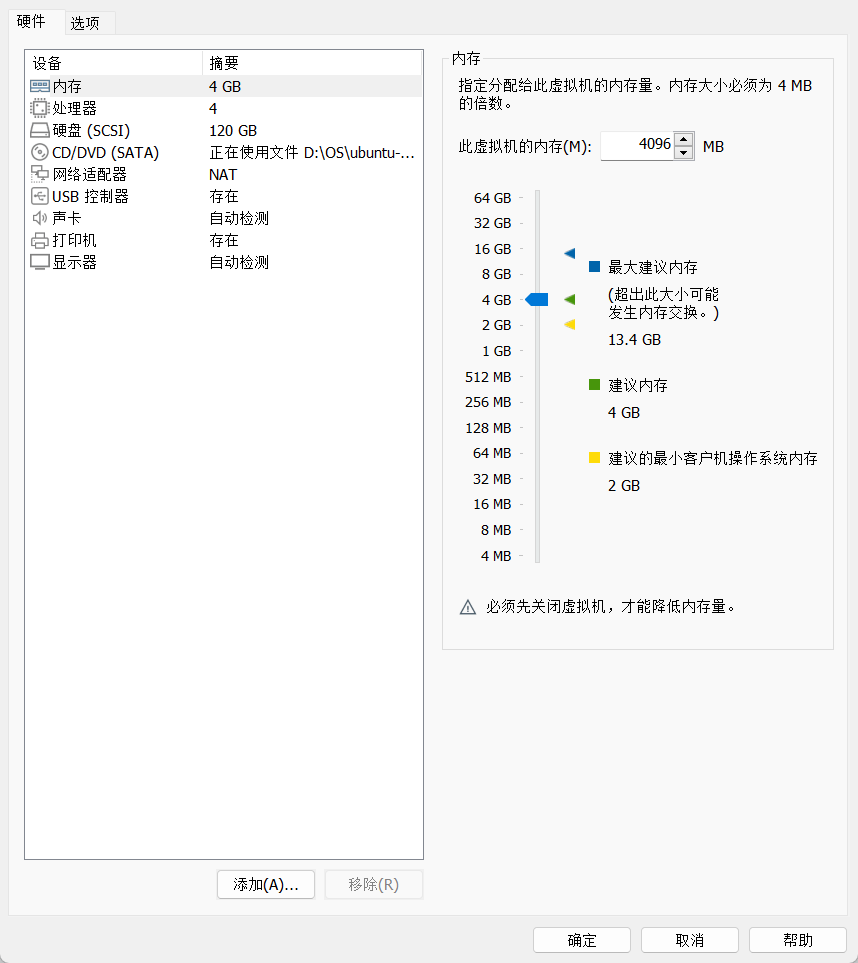 硬件 选项
设备 摘要
内存 4 GB
处理器 4
硬盘 (SCSI) 120 GB
CD/DVD (SATA) 正在使用文件 D:\OS\ubuntu-...
网络适配器 NAT
USB 控制器 存在
声卡 自动检测
打印机 存在
显示器 自动检测
添加(A)... 移除(R)
内存
指定分配给此虚拟机的内存量。内存大小必须为 4 MB
的倍数。
此虚拟机的内存(M): 4096 MB
64 GB
32 GB
16 GB
8 GB
4 GB
2 GB
1 GB
512 MB
256 MB
128 MB
64 MB
32 MB
16 MB
8 MB
4 MB
最大建议内存
(超出此大小可能
发生内存交换。)
13.4 GB
建议内存
4 GB
建议的最小客户机操作系统内存
2 GB
必须先关闭虚拟机，才能降低内存量。
确定 取消 帮助